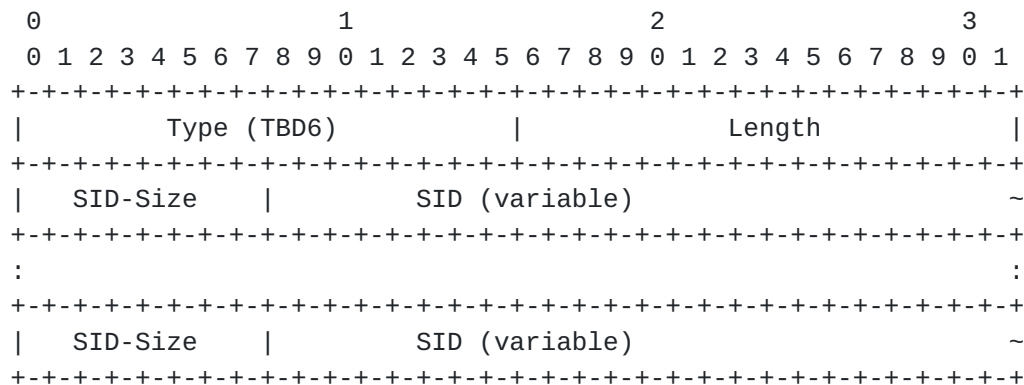 0                   1                   2                   3
 0 1 2 3 4 5 6 7 8 9 0 1 2 3 4 5 6 7 8 9 0 1 2 3 4 5 6 7 8 9 0 1
+-+-+-+-+-+-+-+-+-+-+-+-+-+-+-+-+-+-+-+-+-+-+-+-+-+-+-+-+-+-+-+-+
|         Type (TBD6)           |             Length            |
+-+-+-+-+-+-+-+-+-+-+-+-+-+-+-+-+-+-+-+-+-+-+-+-+-+-+-+-+-+-+-+-+
|   SID-Size    |         SID (variable)                        ~
+-+-+-+-+-+-+-+-+-+-+-+-+-+-+-+-+-+-+-+-+-+-+-+-+-+-+-+-+-+-+-+-+
:                                                               :
+-+-+-+-+-+-+-+-+-+-+-+-+-+-+-+-+-+-+-+-+-+-+-+-+-+-+-+-+-+-+-+-+
|   SID-Size    |         SID (variable)                        ~
+-+-+-+-+-+-+-+-+-+-+-+-+-+-+-+-+-+-+-+-+-+-+-+-+-+-+-+-+-+-+-+-+